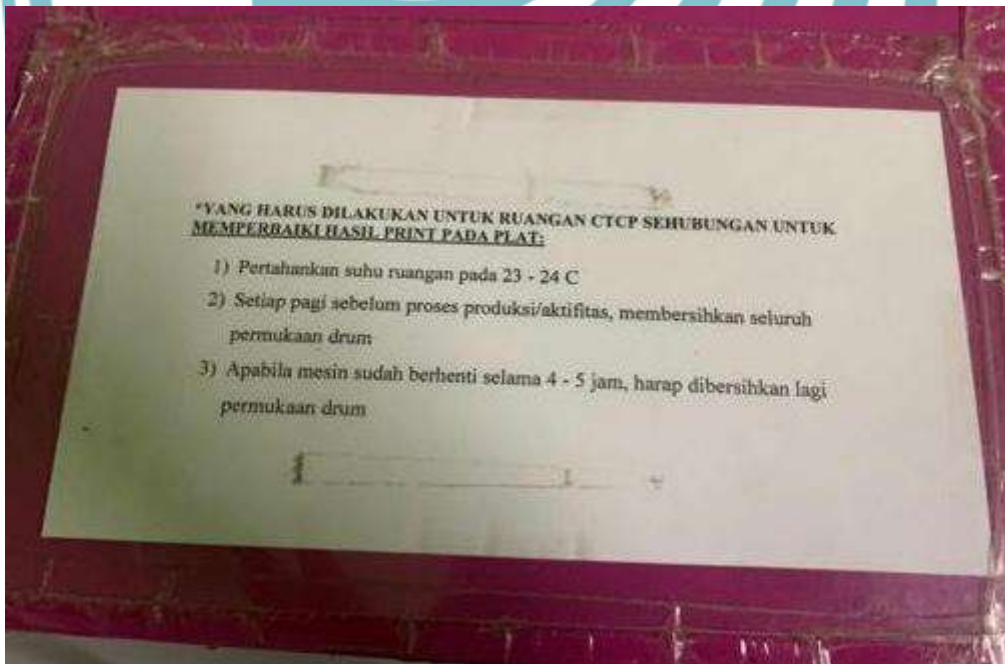 *YANG HARUS DILAKUKAN UNTUK RUANGAN CTCP SEHUBUNGAN UNTUK
MEMPERBAIKI HASIL PRINT PADA PLAT:
1) Pertahankan suhu ruangan pada 23 - 24 C
2) Setiap pagi sebelum proses produksi/aktifitas, membersihkan seluruh
permukaan drum
3) Apabila mesin sudah berhenti selama 4 - 5 jam, harap dibersihkan lagi
permukaan drum